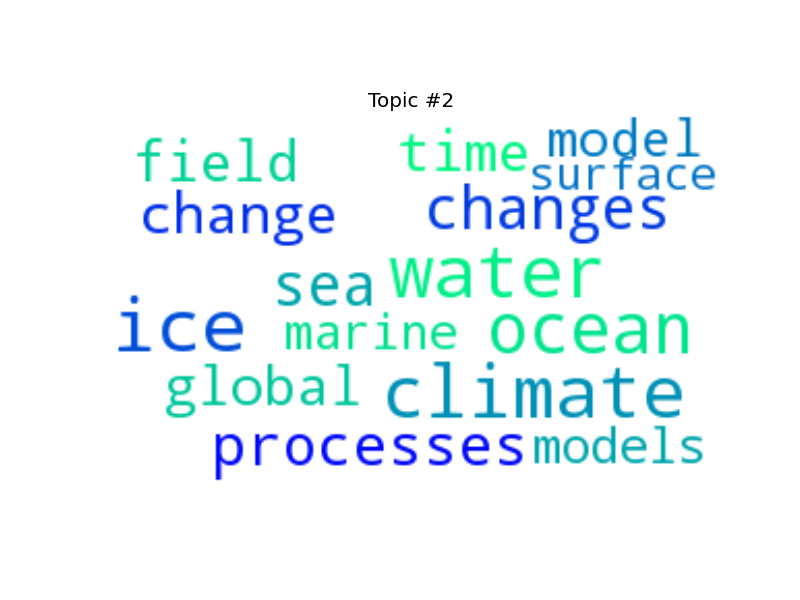 Topic #2
field time model
surface
change changes
sea water
ice marine ocean
global climate
processes models